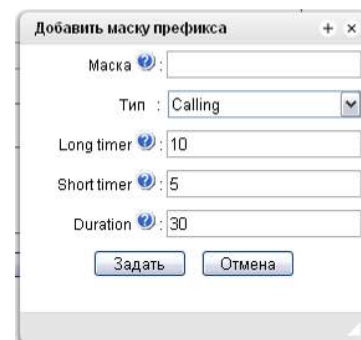 Добавить маску префикса + ×
Маска ? :
Тип : Calling
Long timer ? : 10
Short timer ? : 5
Duration ? : 30
Задать Отмена